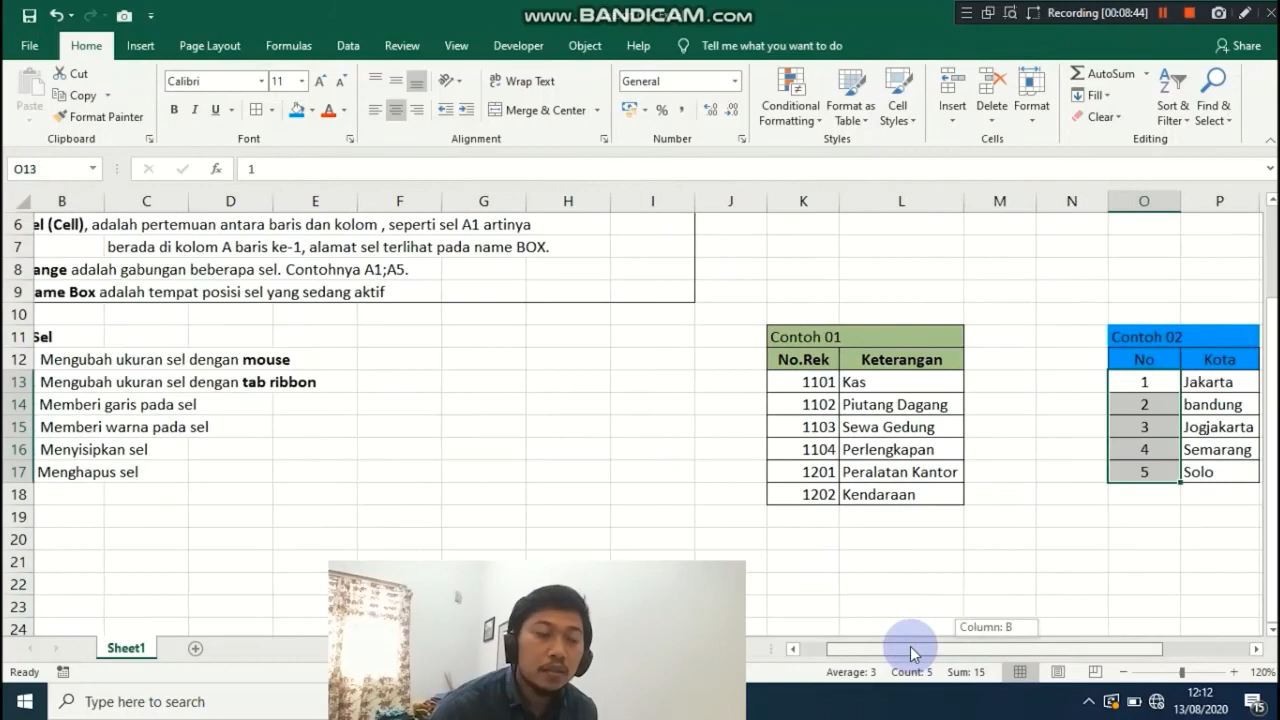 www.BANDICAM.com
Recording [00:08:44]
File Home Insert Page Layout Formulas Data Review View Developer Object Help Tell me what you want to do Share
Paste Cut Copy Format Painter Clipboard
Calibri 11 B I U A A A Font
Wrap Text Merge & Center Alignment
General % , Number
Conditional Formatting Format as Table Cell Styles Styles
Insert Delete Format Cells
AutoSum Fill Clear Sort & Filter Find & Select Editing
O13 fx 1
B C D E F G H I J K L M N O P
6 el (Cell), adalah pertemuan antara baris dan kolom , seperti sel A1 artinya
7 berada di kolom A baris ke-1, alamat sel terlihat pada name BOX.
8 ange adalah gabungan beberapa sel. Contohnya A1;A5.
9 ame Box adalah tempat posisi sel yang sedang aktif
10
11 Sel Contoh 01 Contoh 02
12 Mengubah ukuran sel dengan mouse No.Rek Keterangan No Kota
13 Mengubah ukuran sel dengan tab ribbon 1101 Kas 1 Jakarta
14 Memberi garis pada sel 1102 Piutang Dagang 2 bandung
15 Memberi warna pada sel 1103 Sewa Gedung 3 Jogjakarta
16 Menyisipkan sel 1104 Perlengkapan 4 Semarang
17 Menghapus sel 1201 Peralatan Kantor 5 Solo
18 1202 Kendaraan
19
20
21
22
23
24
Column: B
Sheet1
Ready Average: 3 Count: 5 Sum: 15 120%
Type here to search 12:12
13/08/2020 15